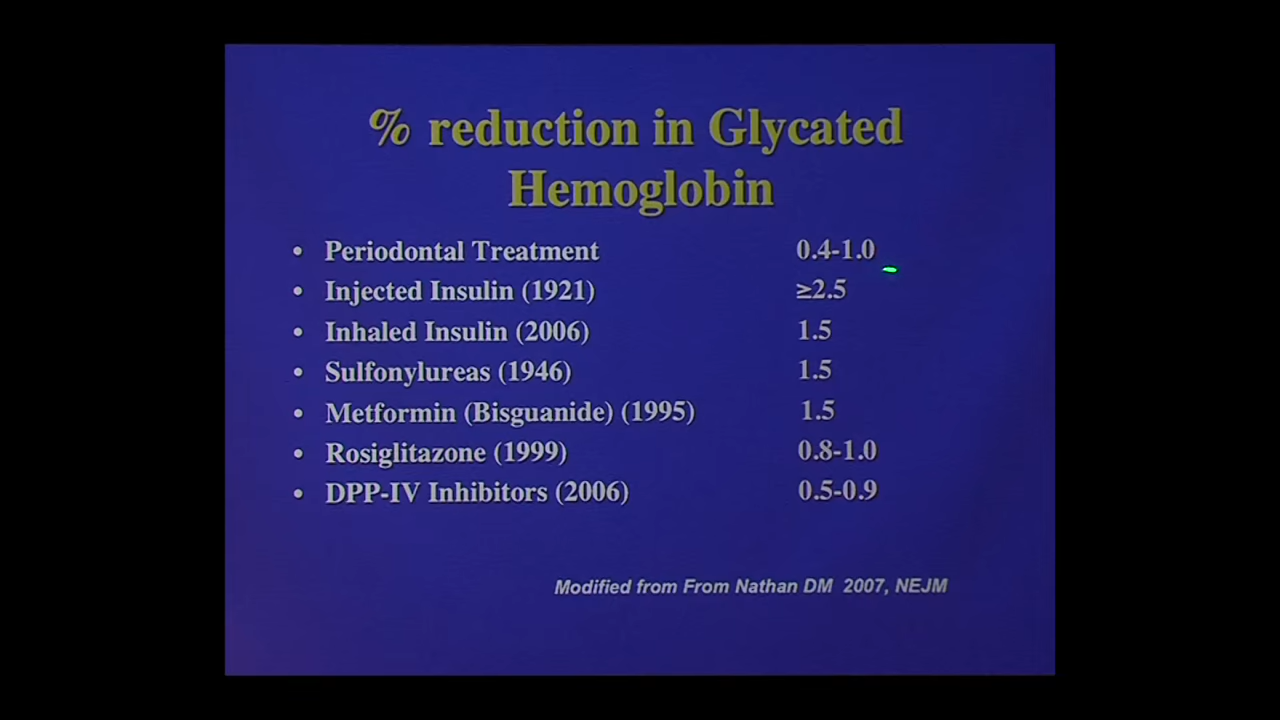 % reduction in Glycated
Hemoglobin
• Periodontal Treatment 0.4-1.0
• Injected Insulin (1921) ≥2.5
• Inhaled Insulin (2006) 1.5
• Sulfonylureas (1946) 1.5
• Metformin (Bisguanide) (1995) 1.5
• Rosiglitazone (1999) 0.8-1.0
• DPP-IV Inhibitors (2006) 0.5-0.9
Modified from From Nathan DM 2007, NEJM